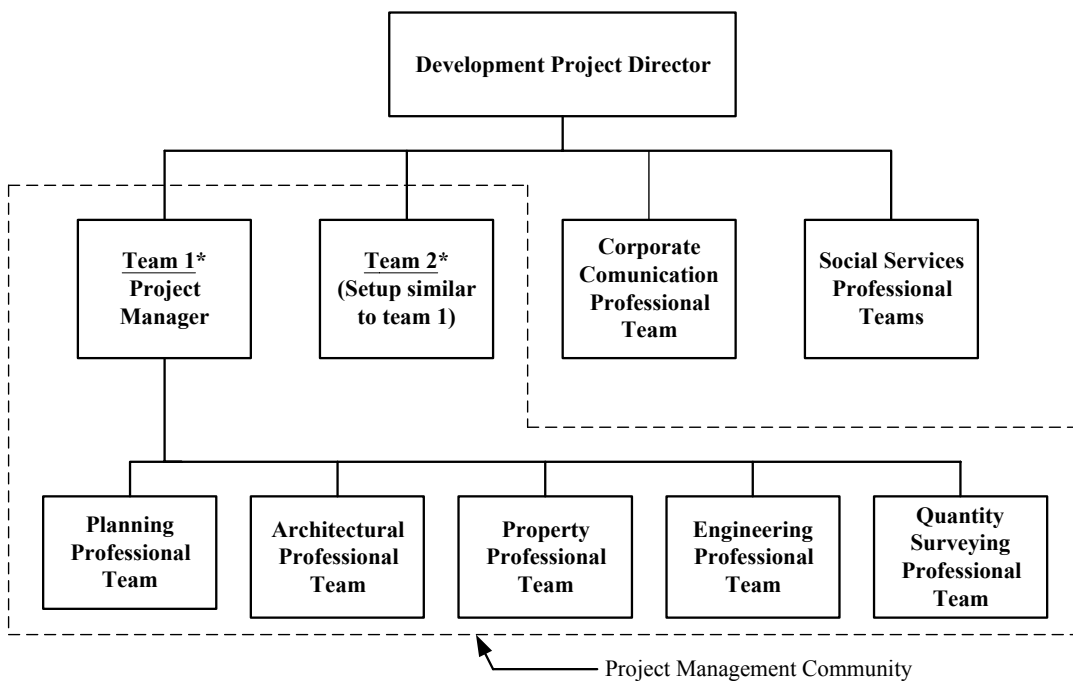 Development Project Director
Team 1*
Project
Manager
Team 2*
(Setup similar
to team 1)
Corporate
Comunication
Professional
Team
Social Services
Professional
Teams
Planning
Professional
Team
Architectural
Professional
Team
Property
Professional
Team
Engineering
Professional
Team
Quantity
Surveying
Professional
Team
Project Management Community